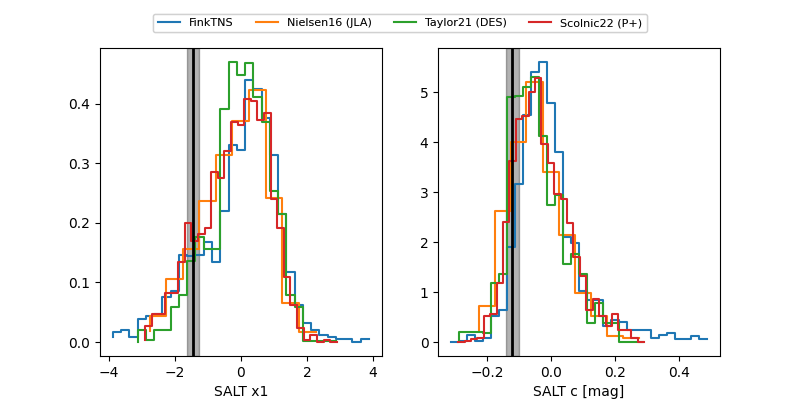 FinkTNS Nielsen16 (JLA) Taylor21 (DES) Scolnic22 (P+)
0.4
0.3
0.2
0.1
0.0
−4 −2 0 2 4
SALT x1
5
4
3
2
1
0
−0.2 0.0 0.2 0.4
SALT c [mag]